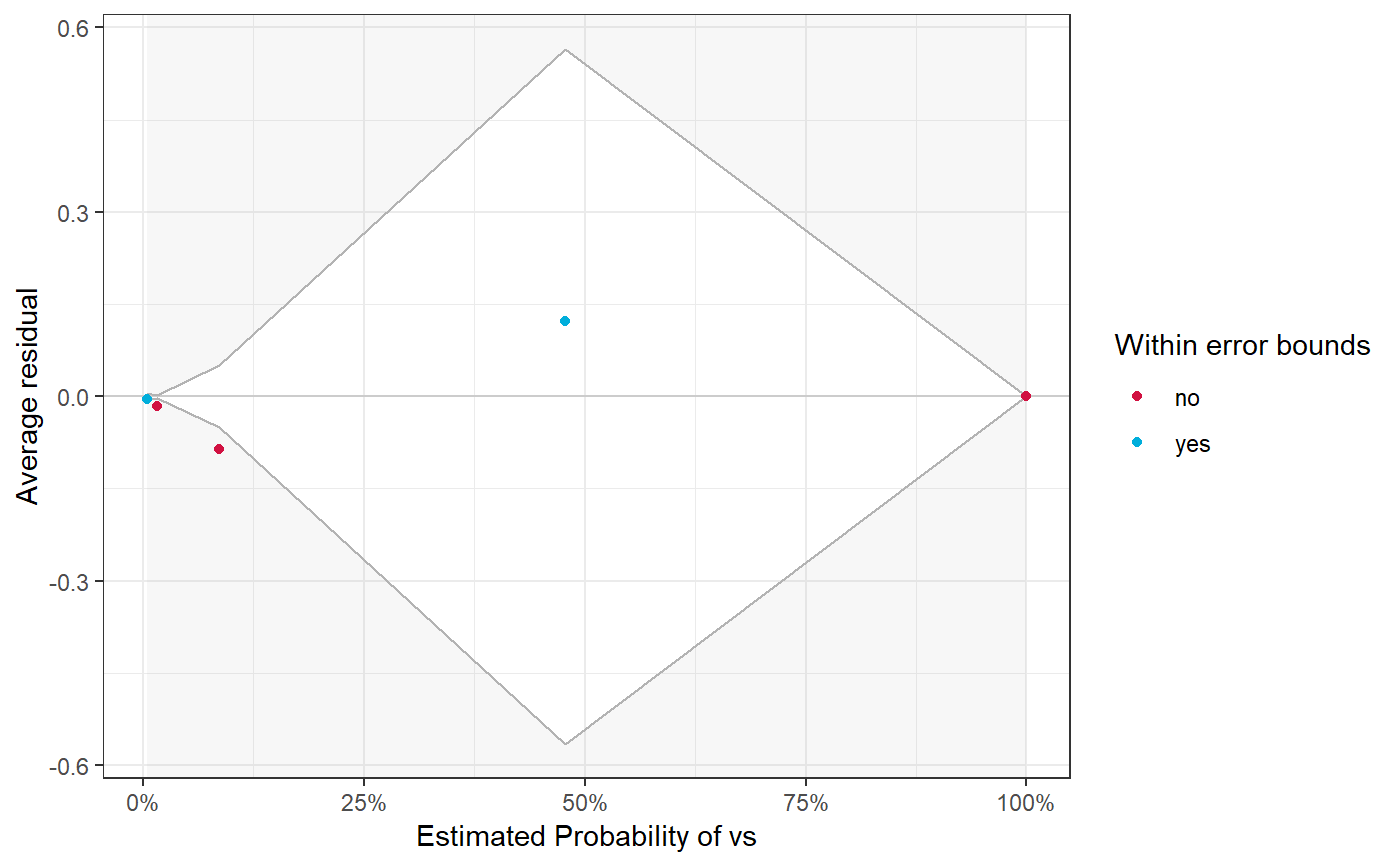 0.6
0.3
0.0
-0.3
-0.6
Average residual
0%
25%
50%
75%
100%
Estimated Probability of vs
Within error bounds
no
yes